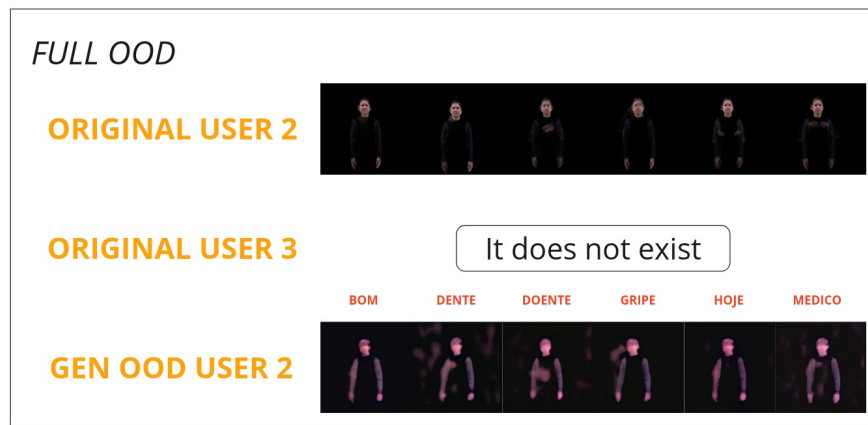 FULL OOD
ORIGINAL USER 2
ORIGINAL USER 3
It does not exist
BOM DENTE DOENTE GRIPE HOJE MEDICO
GEN OOD USER 2